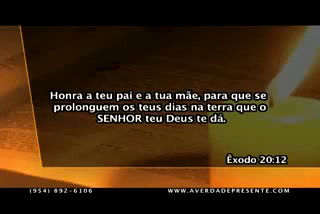 Honra a teu pai e a tua mãe, para que se
prolonguem os teus dias na terra que o
SENHOR teu Deus te dá.
Êxodo 20:12
(954) 892-6106
WWW.AVERDADEPRESENTE.COM